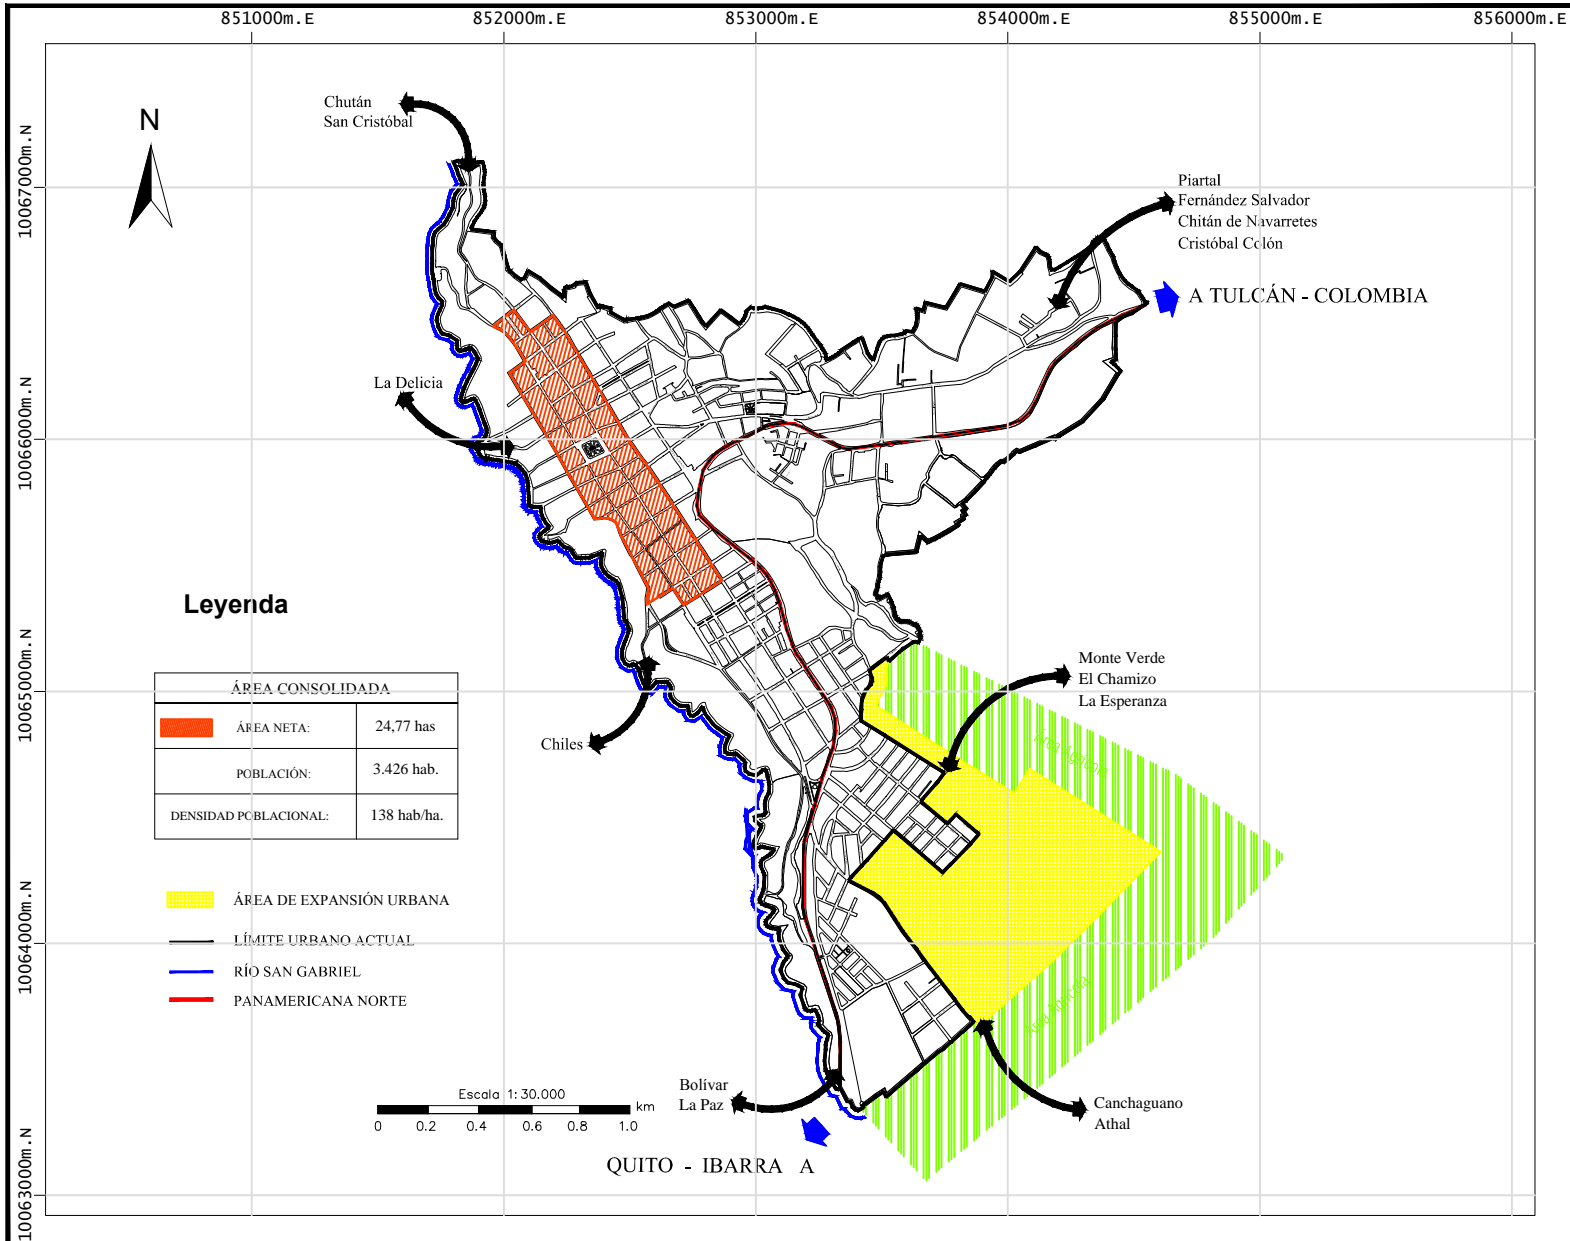 851000m.E
852000m.E
853000m.E
854000m.E
855000m.E
856000m.E
10067000m.N
10066000m.N
10065000m.N
10064000m.N
10063000m.N
N
Chután
San Cristóbal
Piartal
Fernández Salvador
Chitán de Navarretes
Cristóbal Colón
A TULCÁN - COLOMBIA
La Delicia
Leyenda
ÁREA CONSOLIDADA
ÁREA NETA: 24,77 has
POBLACIÓN: 3.426 hab.
DENSIDAD POBLACIONAL: 138 hab/ha.
ÁREA DE EXPANSIÓN URBANA
LÍMITE URBANO ACTUAL
RÍO SAN GABRIEL
PANAMERICANA NORTE
Chiles
Monte Verde
El Chamizo
La Esperanza
Área Agrícola
Área Agrícola
Escala 1:30.000
km
0 0.2 0.4 0.6 0.8 1.0
Bolívar
La Paz
Canchaguano
Athal
QUITO - IBARRA A